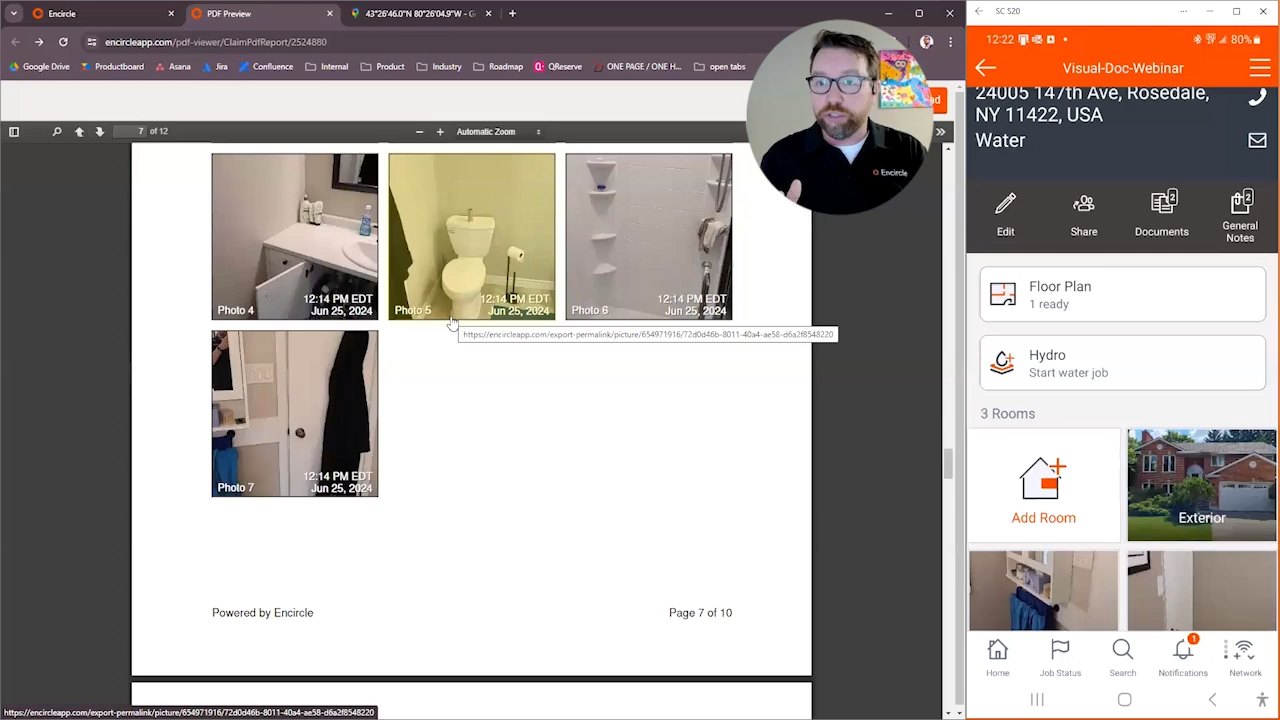 Encircle
PDF Preview
43°26'46.0"N 80°26'04.9"W - G
encircleapp.com/pdf-viewer/ClaimPdfReport/2524880
Google Drive
Productboard
Asana
Jira
Confluence
Internal
Product
Industry
Roadmap
QReserve
ONE PAGE / ONE H...
open tabs
7 of 12
Automatic Zoom
Encircle
Photo 4
12:14 PM EDT
Jun 25, 2024
Photo 5
12:14 PM EDT
Jun 25, 2024
Photo 6
12:14 PM EDT
Jun 25, 2024
https://encircleapp.com/export-permalink/picture/654971916/72d0d46b-8011-40a4-ae58-d6a2f8548220
Photo 7
12:14 PM EDT
Jun 25, 2024
Powered by Encircle
Page 7 of 10
https://encircleapp.com/export-permalink/picture/654971916/72d0d46b-8011-40a4-ae58-d6a2f8548220
SC S20
12:22
80%
Visual-Doc-Webinar
24005 147th Ave, Rosedale,
NY 11422, USA
Water
Edit
Share
2
Documents
2
General
Notes
Floor Plan
1 ready
Hydro
Start water job
3 Rooms
Add Room
Exterior
Home
Job Status
Search
1
Notifications
Network